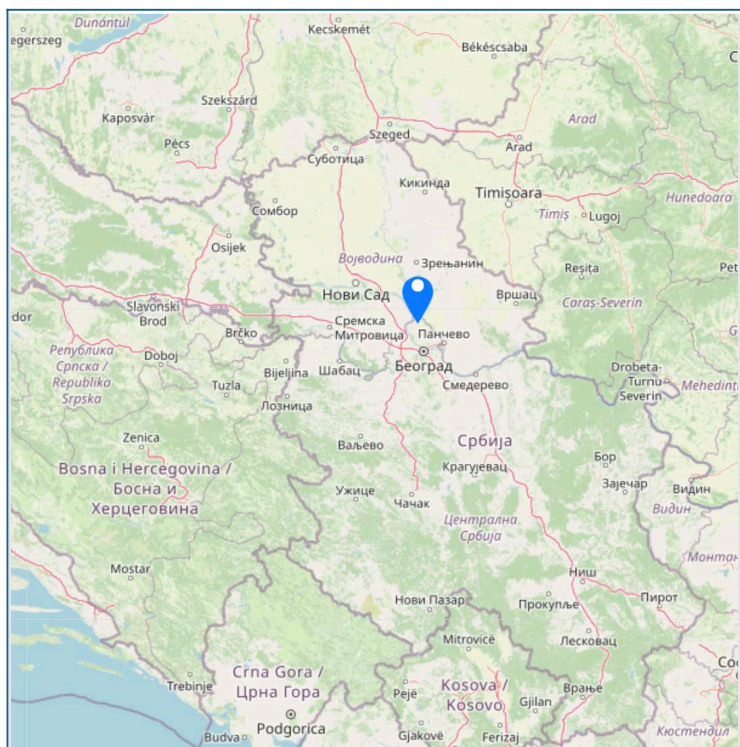 Dunántúl
egerszeg
Kecskemét
Békéscsaba
Kaposvár
Szekszárd
Pécs
Szeged
Arad
Arad
Суботица
Кикинда
Timișoara
Hunedoara
Сомбор
Timiș
Lugoj
Osijek
Војводина
Зрењанин
Reșița
Pet
Нови Сад
Вршац
Caraș-Severin
Slavonski
Brod
Сремска
Митровица
dor
Brčko
Панчево
Република
Српска /
Republika
Srpska
Doboj
Bijeljina
Шабац
Београд
Drobeta-
Turnu
Severin
Mehedinți
Tuzla
Лозница
Смедерево
Zenica
Ваљево
Србија
Bosna i Hercegovina /
Босна и
Херцеговина
Крагујевац
Бор
Зајечар
Видин
Ужице
Чачак
Централна
Србија
Видин
Монтан
Mostar
Ниш
Нови Пазар
Прокупље
Пирот
Лесковац
Mitrovicë
Trebinje
Crna Gora /
Црна Гора
Pejë
Kosova /
Kosovo
Gjilan
Врање
Budva
Podgorica
Gjakovë
Ferizaj
Кюстендил